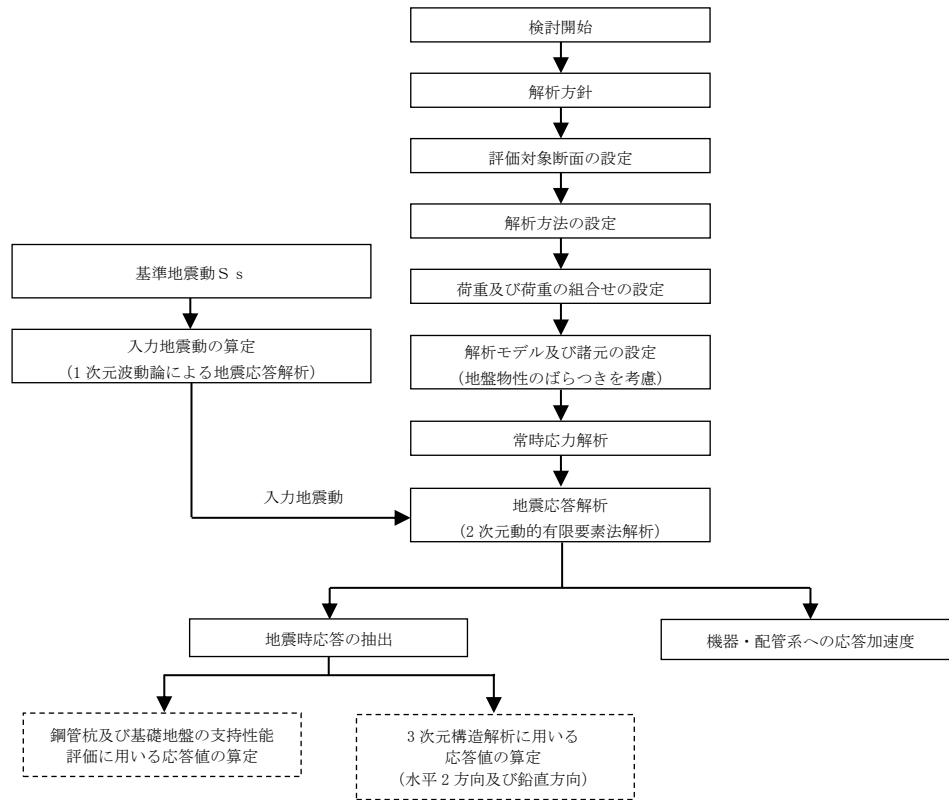 検討開始
解析方針
評価対象断面の設定
解析方法の設定
基準地震動Ｓｓ
荷重及び荷重の組合せの設定
入力地震動の算定
（1 次元波動論による地震応答解析）
解析モデル及び諸元の設定
（地盤物性のばらつきを考慮）
常時応力解析
入力地震動
地震応答解析
（2 次元動的有限要素法解析）
地震時応答の抽出
機器・配管系への応答加速度
鋼管杭及び基礎地盤の支持性能
評価に用いる応答値の算定
3 次元構造解析に用いる
応答値の算定
（水平 2 方向及び鉛直方向）